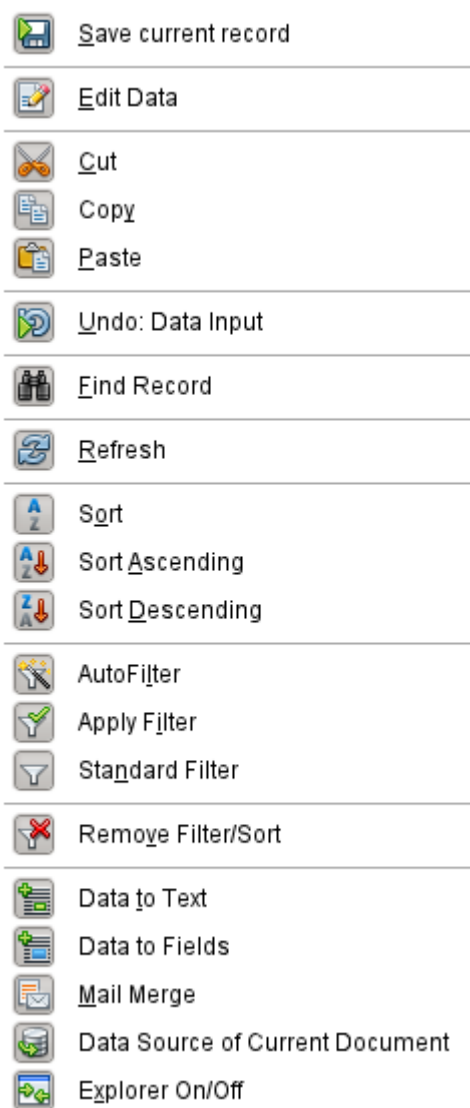 Save current record
Edit Data
Cut
Copy
Paste
Undo: Data Input
Find Record
Refresh
Sort
Sort Ascending
Sort Descending
AutoFilter
Apply Filter
Standard Filter
Remove Filter/Sort
Data to Text
Data to Fields
Mail Merge
Data Source of Current Document
Explorer On/Off